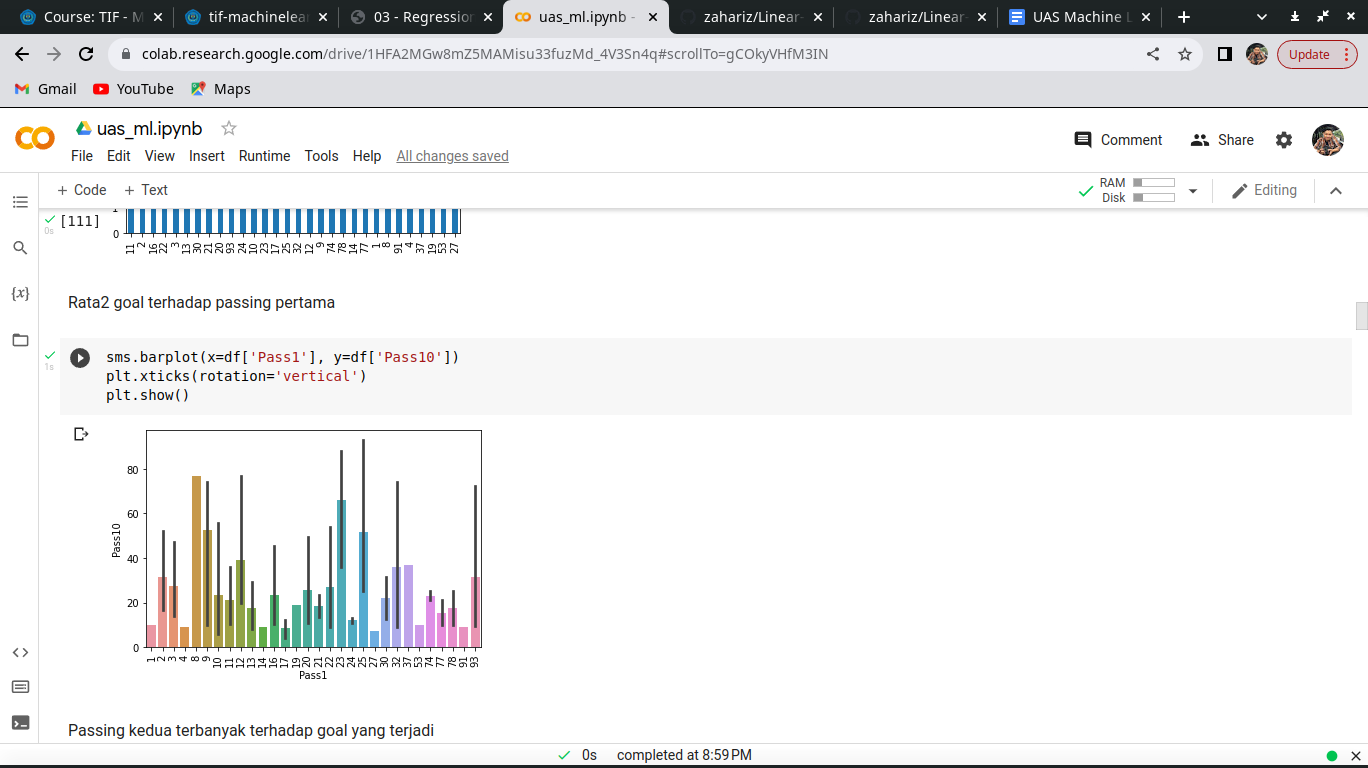 Course: TIF - M
tif-machinelear
03 - Regression
uas_ml.ipynb -
zahariz/Linear-
zahariz/Linear-
UAS Machine L
colab.research.google.com/drive/1HFA2MGw8mZ5MAMisu33fuzMd_4V3Sn4q#scrollTo=gCOkyVHfM3IN
Update
Gmail YouTube Maps
uas_ml.ipynb
Comment Share
File Edit View Insert Runtime Tools Help All changes saved
+ Code + Text
RAM
Disk
Editing
[111]
0s
1
0
11 2 16 22 3 13 30 21 20 93 24 10 23 17 25 32 12 9 74 78 14 77 1 8 91 4 37 19 53 27
{x}
Rata2 goal terhadap passing pertama
1s
sms.barplot(x=df['Pass1'], y=df['Pass10'])
plt.xticks(rotation='vertical')
plt.show()
80
60
40
20
0
Pass10
1 2 3 4 8 9 10 11 12 13 14 16 17 19 20 21 22 23 24 25 27 30 32 37 53 74 77 78 91 93
Pass1
Passing kedua terbanyak terhadap goal yang terjadi
0s completed at 8:59 PM